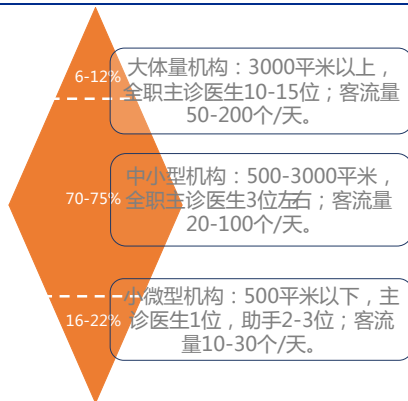 6-12%
大体量机构：3000平米以上，
全职主诊医生10-15位；客流量
50-200个/天。
70-75%
中小型机构：500-3000平米，
全职主诊医生3位左右；客流量
20-100个/天。
16-22%
小微型机构：500平米以下，主
诊医生1位，助手2-3位；客流
量10-30个/天。